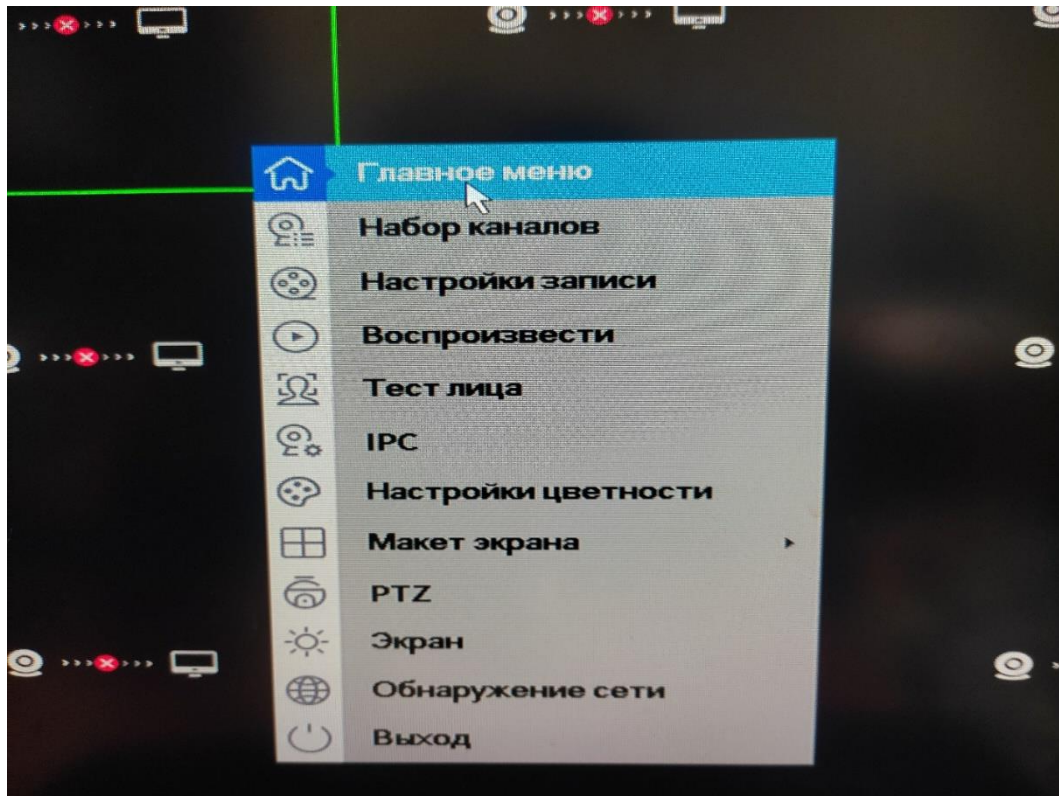 Главное меню
Набор каналов
Настройки записи
Воспроизвести
Тест лица
IPC
Настройки цветности
Макет экрана
PTZ
Экран
Обнаружение сети
Выход